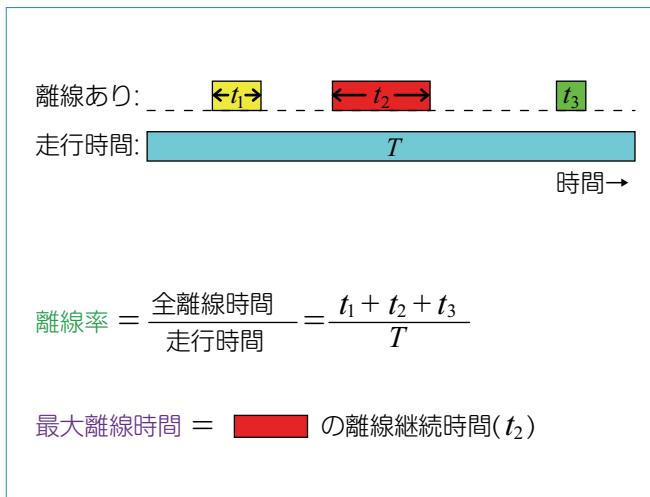 離線あり: t₁ t₂ t₃
走行時間: T
時間→
離線率 = 全離線時間/走行時間 = t₁ + t₂ + t₃/T
最大離線時間 = の離線継続時間(t₂)